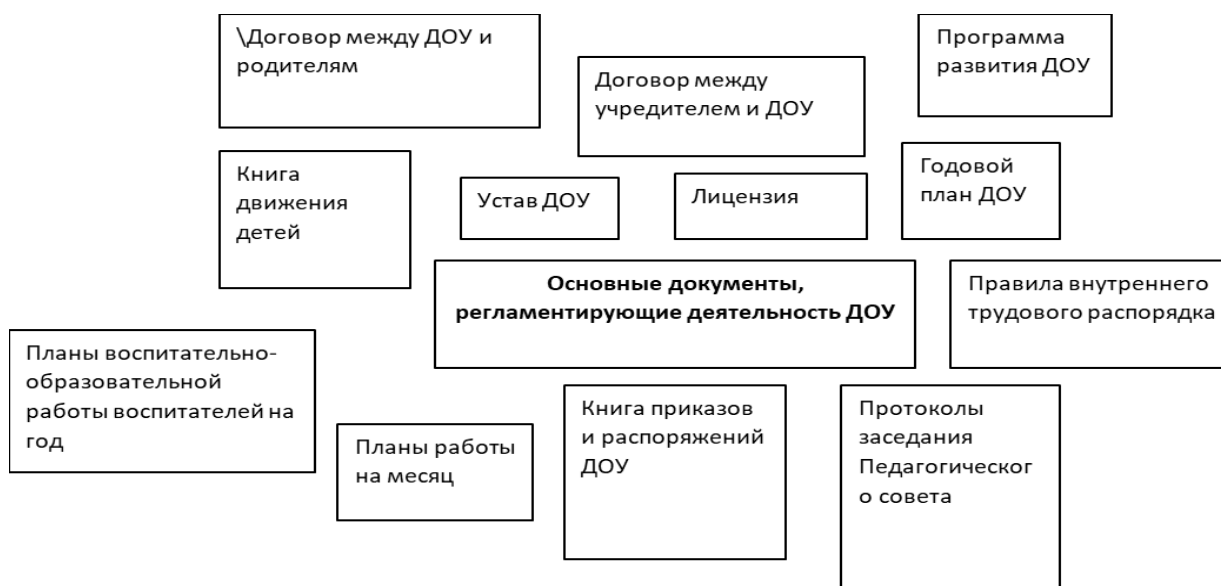 \Договор между ДОУ и
родителям
Договор между
учредителем и ДОУ
Программа
развития ДОУ
Книга
движения
детей
Устав ДОУ
Лицензия
Годовой
план ДОУ
Основные документы,
регламентирующие деятельность ДОУ
Правила внутреннего
трудового распорядка
Планы воспитательно-
образовательной
работы воспитателей на
год
Планы работы
на месяц
Книга приказов
и распоряжений
ДОУ
Протоколы
заседания
Педагогическог
о совета